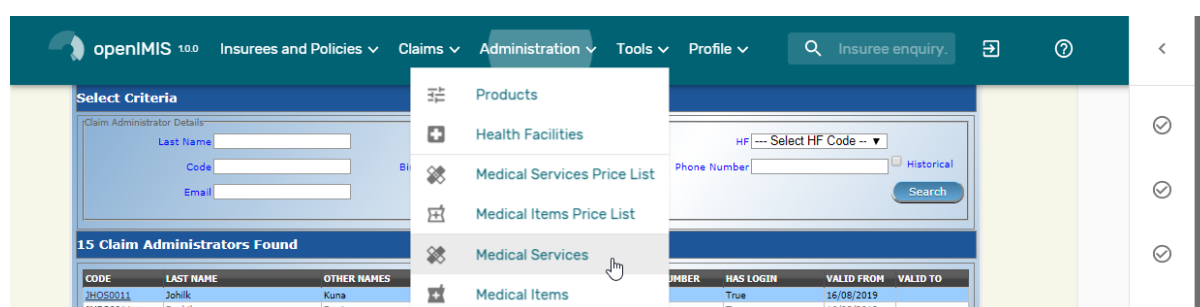 openIMIS 1.0.0 Insurees and Policies Claims Administration Tools Profile Insuree enquiry.
Select Criteria
Claim Administrator Details
Last Name
Code
Email
HF --- Select HF Code --
Phone Number
Historical
Search
Products
Health Facilities
Medical Services Price List
Medical Items Price List
Medical Services
Medical Items
15 Claim Administrators Found
CODE LAST NAME OTHER NAMES HAS LOGIN VALID FROM VALID TO
JHOS0011 Johilk Kuna True 16/08/2019